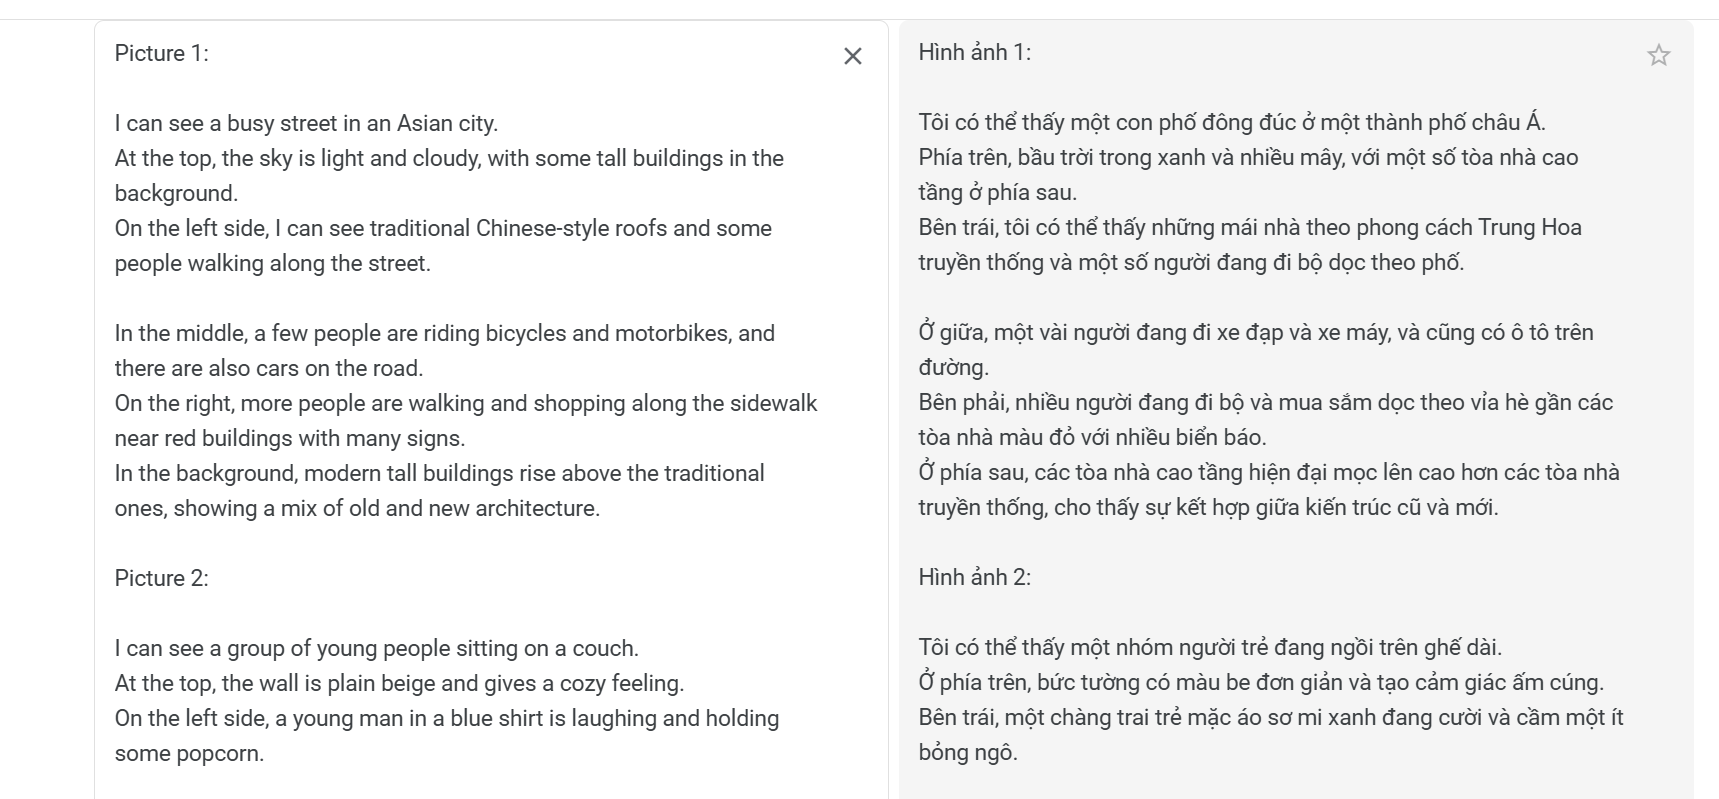 Picture 1:
I can see a busy street in an Asian city.
At the top, the sky is light and cloudy, with some tall buildings in the
background.
On the left side, I can see traditional Chinese-style roofs and some
people walking along the street.
In the middle, a few people are riding bicycles and motorbikes, and
there are also cars on the road.
On the right, more people are walking and shopping along the sidewalk
near red buildings with many signs.
In the background, modern tall buildings rise above the traditional
ones, showing a mix of old and new architecture.
Picture 2:
I can see a group of young people sitting on a couch.
At the top, the wall is plain beige and gives a cozy feeling.
On the left side, a young man in a blue shirt is laughing and holding
some popcorn.
Hình ảnh 1:
Tôi có thể thấy một con phố đông đúc ở một thành phố châu Á.
Phía trên, bầu trời trong xanh và nhiều mây, với một số tòa nhà cao
tầng ở phía sau.
Bên trái, tôi có thể thấy những mái nhà theo phong cách Trung Hoa
truyền thống và một số người đang đi bộ dọc theo phố.
Ở giữa, một vài người đang đi xe đạp và xe máy, và cũng có ô tô trên
đường.
Bên phải, nhiều người đang đi bộ và mua sắm dọc theo vỉa hè gần các
tòa nhà màu đỏ với nhiều biển báo.
Ở phía sau, các tòa nhà cao tầng hiện đại mọc lên cao hơn các tòa nhà
truyền thống, cho thấy sự kết hợp giữa kiến trúc cũ và mới.
Hình ảnh 2:
Tôi có thể thấy một nhóm người trẻ đang ngồi trên ghế dài.
Ở phía trên, bức tường có màu be đơn giản và tạo cảm giác ấm cúng.
Bên trái, một chàng trai trẻ mặc áo sơ mi xanh đang cười và cầm một ít
bỏng ngô.